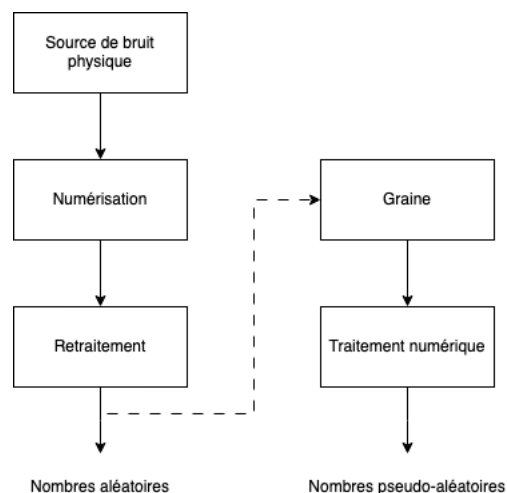 Source de bruit
physique
Numérisation
Graine
Retraitement
Traitement numérique
Nombres aléatoires
Nombres pseudo-aléatoires